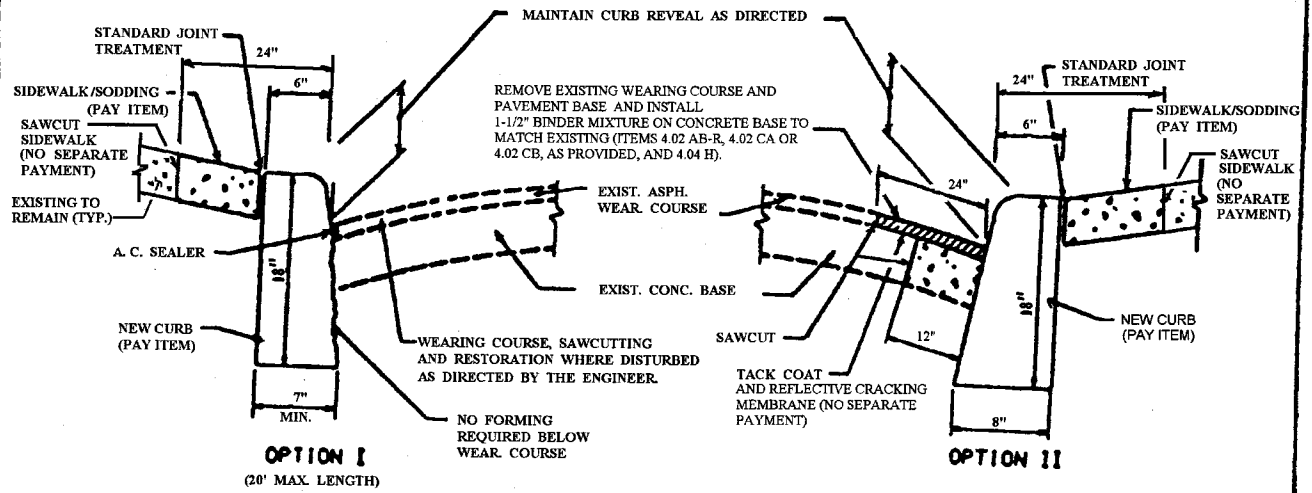 MAINTAIN CURB REVEAL AS DIRECTED
STANDARD JOINT
TREATMENT
24"
6"
SIDEWALK/SODDING
(PAY ITEM)
SAWCUT
SIDEWALK
(NO SEPARATE
PAYMENT)
EXISTING TO
REMAIN (TYP.)
A. C. SEALER
18"
NEW CURB
(PAY ITEM)
7"
MIN.
OPTION I
(20' MAX. LENGTH)
REMOVE EXISTING WEARING COURSE AND
PAVEMENT BASE AND INSTALL
1-1/2" BINDER MIXTURE ON CONCRETE BASE TO
MATCH EXISTING (ITEMS 4.02 AB-R, 4.02 CA OR
4.02 CB, AS PROVIDED, AND 4.04 H).
EXIST. ASPH.
WEAR. COURSE
EXIST. CONC. BASE
WEARING COURSE, SAWCUTTING
AND RESTORATION WHERE DISTURBED
AS DIRECTED BY THE ENGINEER.
NO FORMING
REQUIRED BELOW
WEAR. COURSE
STANDARD JOINT
TREATMENT
24"
6"
SIDEWALK/SODDING
(PAY ITEM)
SAWCUT
SIDEWALK
(NO
SEPARATE
PAYMENT)
24"
18"
NEW CURB
(PAY ITEM)
SAWCUT
12"
TACK COAT
AND REFLECTIVE CRACKING
MEMBRANE (NO SEPARATE
PAYMENT)
8"
OPTION II